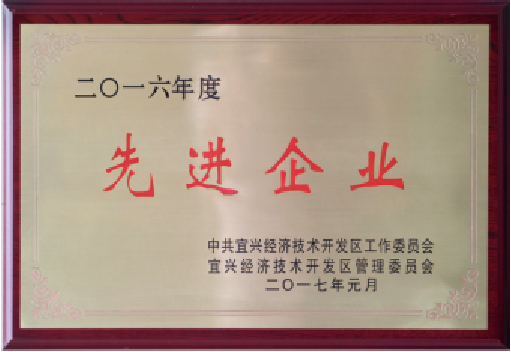 二〇一六年度
先进企业
中共宜兴经济技术开发区工作委员会
宜兴经济技术开发区管理委员会
二〇一七年元月